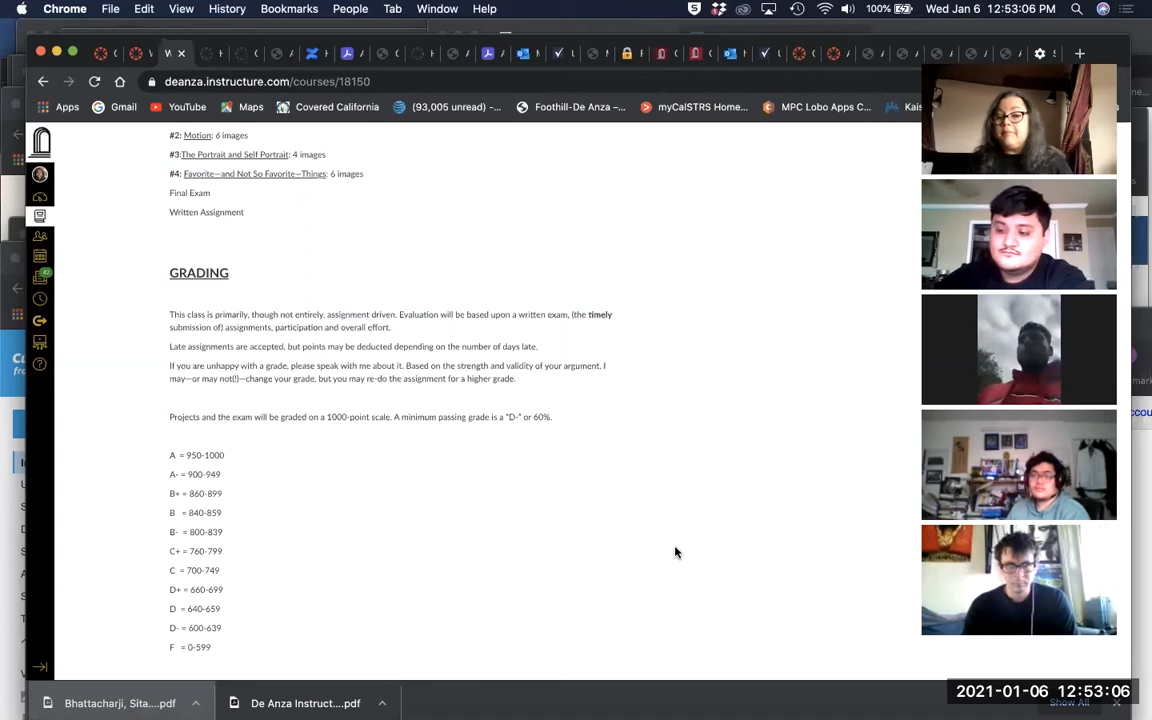 Chrome File Edit View History Bookmarks People Tab Window Help
100% Wed Jan 6 12:53:06 PM
deanza.instructure.com/courses/18150
Apps Gmail YouTube Maps Covered California (93,005 unread) -... Foothill-De Anza –... myCalSTRS Home... MPC Lobo Apps C... Kais
#2: Motion: 6 images
#3:The Portrait and Self Portrait: 4 images
#4: Favorite—and Not So Favorite—Things: 6 images
Final Exam
Written Assignment
42
GRADING
This class is primarily, though not entirely, assignment driven. Evaluation will be based upon a written exam, (the timely
submission of) assignments, participation and overall effort.
Late assignments are accepted, but points may be deducted depending on the number of days late.
If you are unhappy with a grade, please speak with me about it. Based on the strength and validity of your argument, I
may—or may not(!)—change your grade, but you may re-do the assignment for a higher grade.
Projects and the exam will be graded on a 1000-point scale. A minimum passing grade is a "D-" or 60%.
A = 950-1000
A- = 900-949
B+ = 860-899
B = 840-859
B- = 800-839
C+ = 760-799
C = 700-749
D+ = 660-699
D = 640-659
D- = 600-639
F = 0-599
Bhattacharji, Sita....pdf De Anza Instruct....pdf Show All
2021-01-06 12:53:06